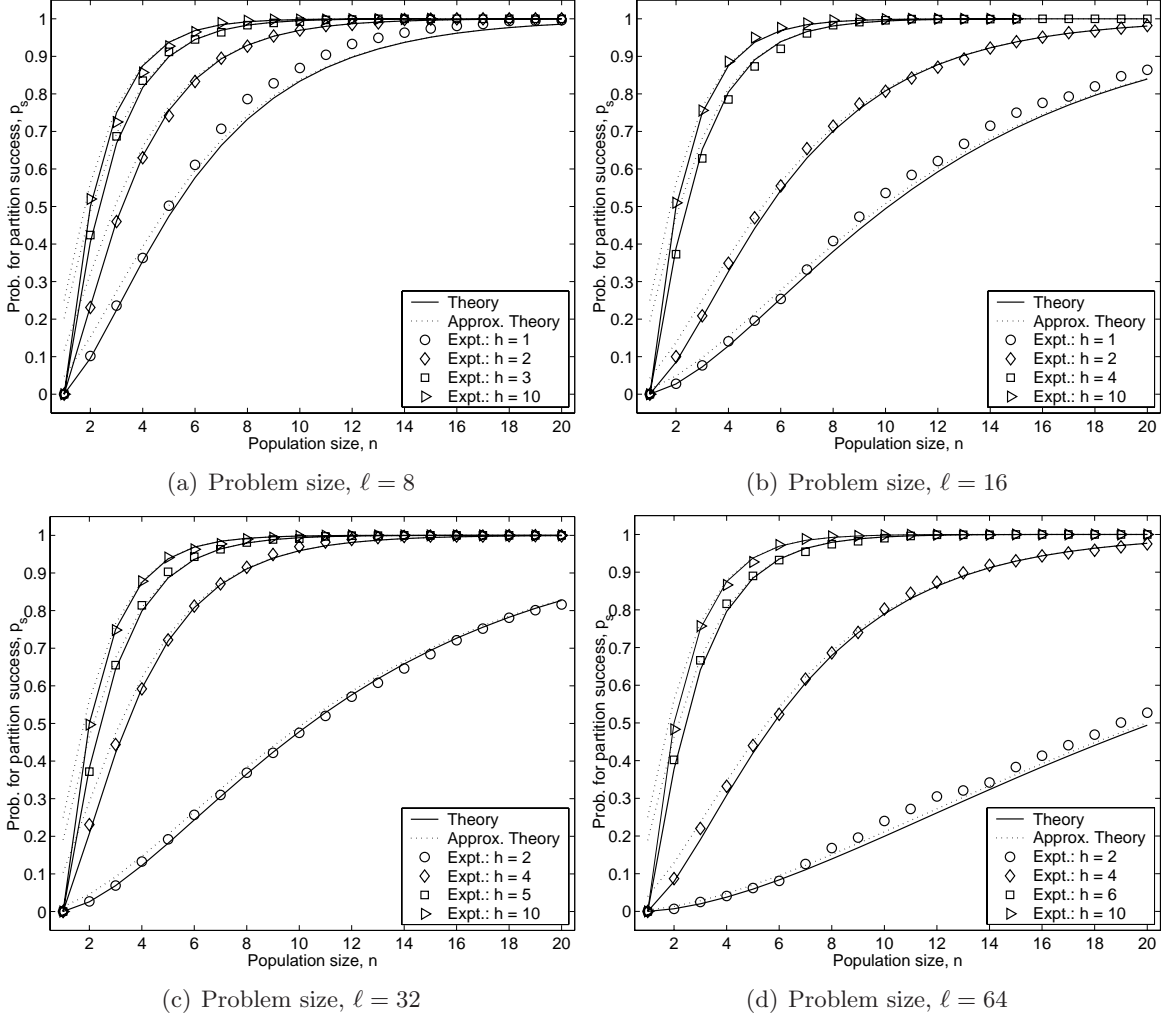 1
0.9
0.8
0.7
0.6
0.5
0.4
0.3
0.2
0.1
0
Prob. for partition success, p_s
2 4 6 8 10 12 14 16 18 20
Population size, n
Theory
Approx. Theory
Expt.: h = 1
Expt.: h = 2
Expt.: h = 3
Expt.: h = 10
(a) Problem size, ℓ = 8
1
0.9
0.8
0.7
0.6
0.5
0.4
0.3
0.2
0.1
0
Prob. for partition success, p_s
2 4 6 8 10 12 14 16 18 20
Population size, n
Theory
Approx. Theory
Expt.: h = 1
Expt.: h = 2
Expt.: h = 4
Expt.: h = 10
(b) Problem size, ℓ = 16
1
0.9
0.8
0.7
0.6
0.5
0.4
0.3
0.2
0.1
0
Prob. for partition success, p_s
2 4 6 8 10 12 14 16 18 20
Population size, n
Theory
Approx. Theory
Expt.: h = 2
Expt.: h = 4
Expt.: h = 5
Expt.: h = 10
(c) Problem size, ℓ = 32
1
0.9
0.8
0.7
0.6
0.5
0.4
0.3
0.2
0.1
0
Prob. for partition success, p_s
2 4 6 8 10 12 14 16 18 20
Population size, n
Theory
Approx. Theory
Expt.: h = 2
Expt.: h = 4
Expt.: h = 6
Expt.: h = 10
(d) Problem size, ℓ = 64